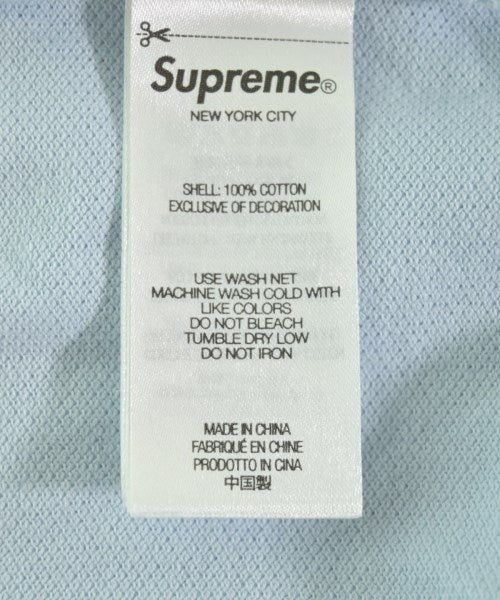 Supreme®
NEW YORK CITY
SHELL: 100% COTTON
EXCLUSIVE OF DECORATION
USE WASH NET
MACHINE WASH COLD WITH
LIKE COLORS
DO NOT BLEACH
TUMBLE DRY LOW
DO NOT IRON
MADE IN CHINA
FABRIQUÉ EN CHINE
PRODOTTO IN CINA
中国製